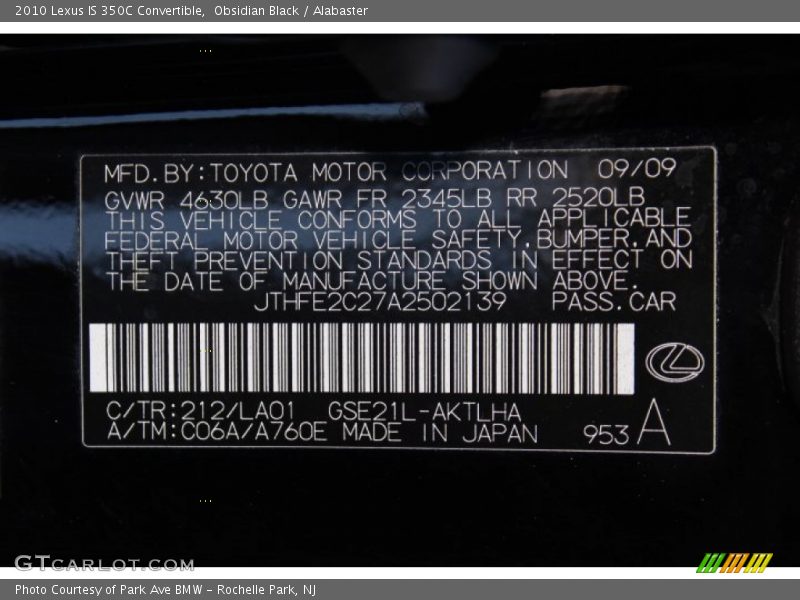 2010 Lexus IS 350C Convertible, Obsidian Black / Alabaster
MFD.BY:TOYOTA MOTOR CORPORATION 09/09
GVWR 4630LB GAWR FR 2345LB RR 2520LB
THIS VEHICLE CONFORMS TO ALL APPLICABLE
FEDERAL MOTOR VEHICLE SAFETY,BUMPER,AND
THEFT PREVENTION STANDARDS IN EFFECT ON
THE DATE OF MANUFACTURE SHOWN ABOVE.
JTHFE2C27A2502139 PASS.CAR
C/TR:212/LA01 GSE21L-AKTLHA
A/TM:C06A/A760E MADE IN JAPAN 953 A
GTCARLOT.COM
Photo Courtesy of Park Ave BMW - Rochelle Park, NJ